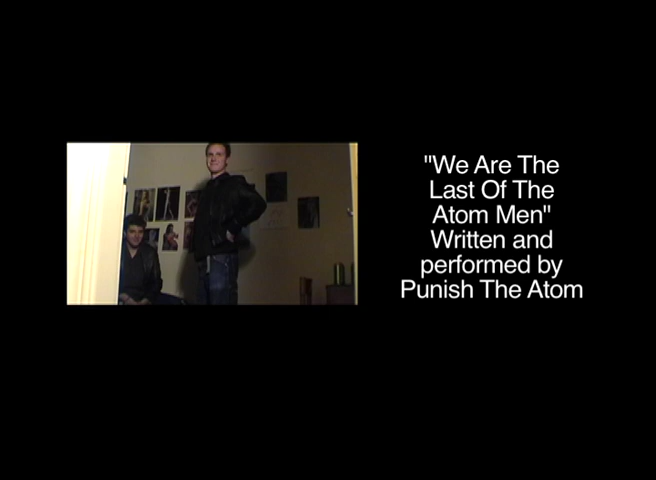 "We Are The
Last Of The
Atom Men"
Written and
performed by
Punish The Atom